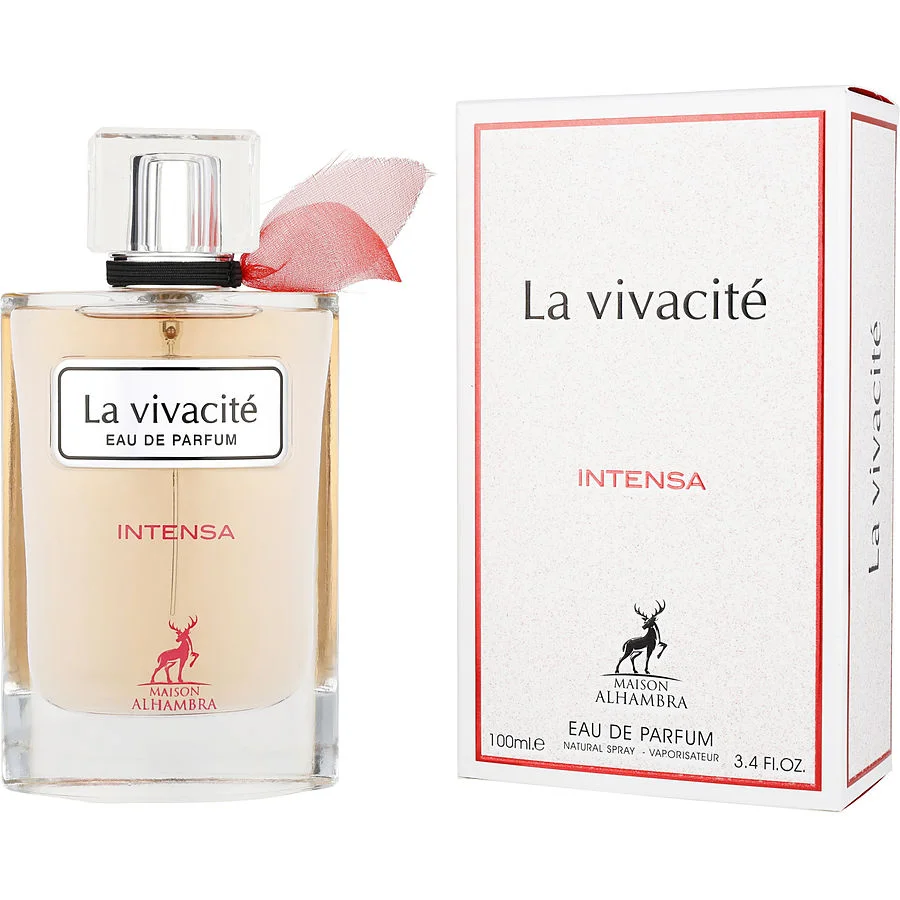 La vivacité
EAU DE PARFUM
INTENSA
MAISON
ALHAMBRA
La vivacité
INTENSA
MAISON
ALHAMBRA
EAU DE PARFUM
NATURAL SPRAY - VAPORISATEUR
100ml.e
3.4 Fl.OZ.
La vivacité